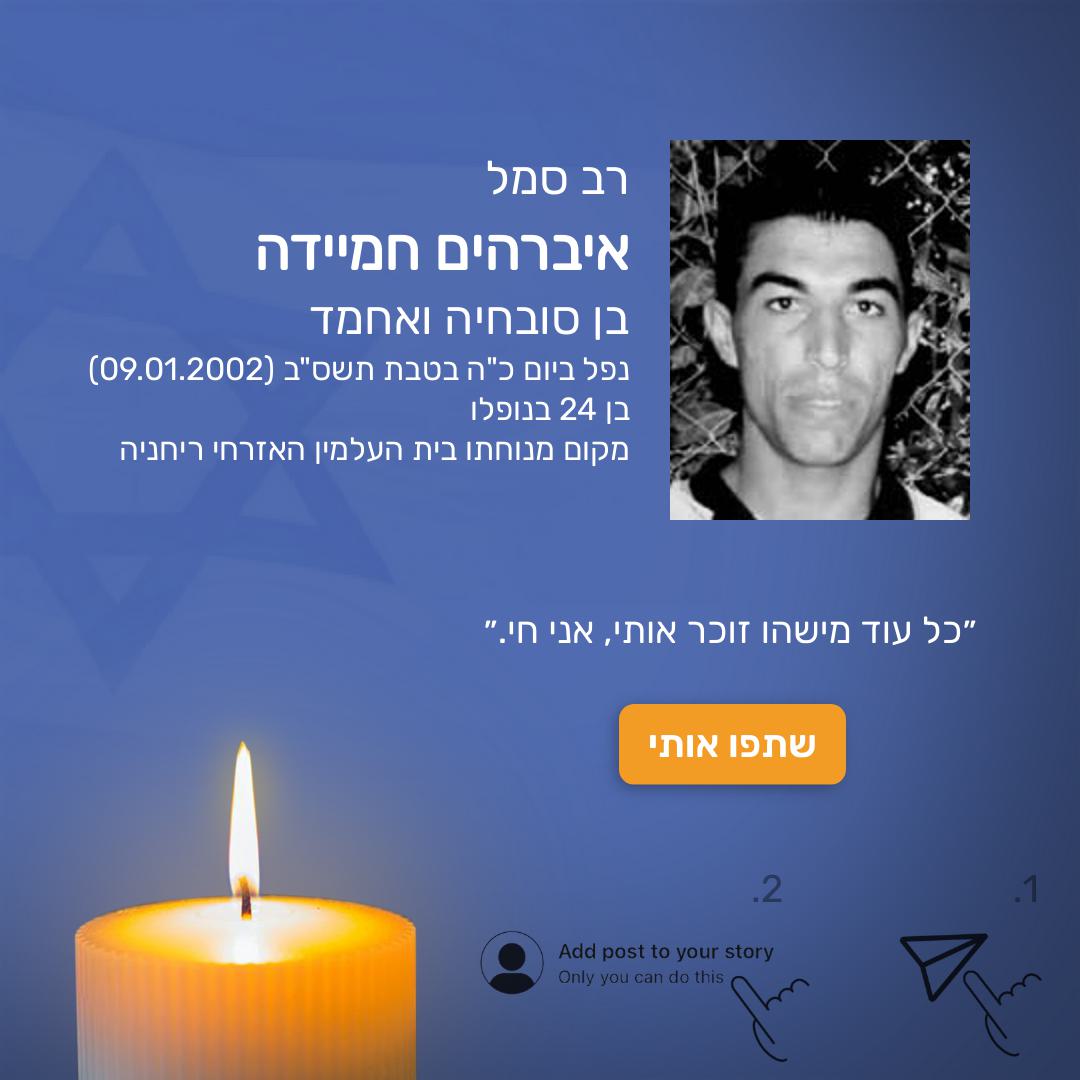 רב סמל
איברהים חמיידה
בן סובחיה ואחמד
נפל ביום כ"ה בטבת תשס"ב (09.01.2002)
בן 24 בנופלו
מקום מנוחתו בית העלמין האזרחי ריחניה
״כל עוד מישהו זוכר אותי, אני חי.״
שתפו אותי
1.
2.
Add post to your story
Only you can do this